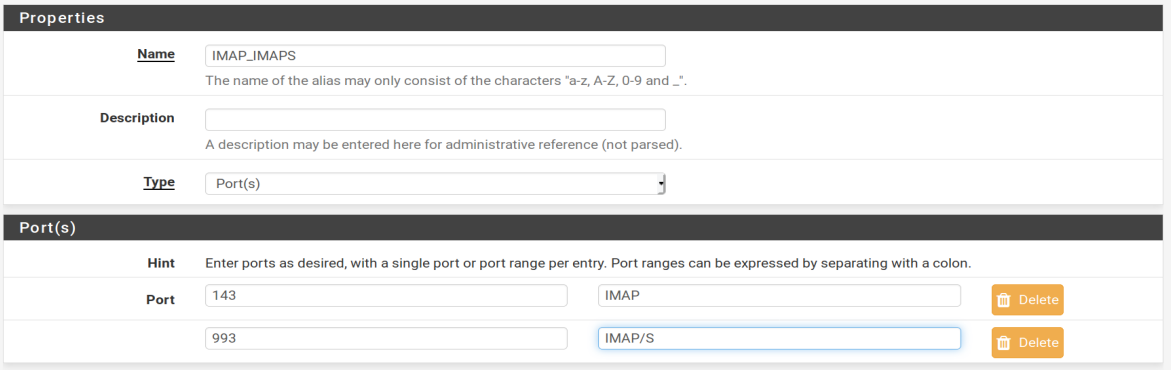 Properties
Name IMAP_IMAPS
The name of the alias may only consist of the characters "a-z, A-Z, 0-9 and _".
Description
A description may be entered here for administrative reference (not parsed).
Type Port(s)
Port(s)
Hint Enter ports as desired, with a single port or port range per entry. Port ranges can be expressed by separating with a colon.
Port 143 IMAP Delete
993 IMAP/S Delete